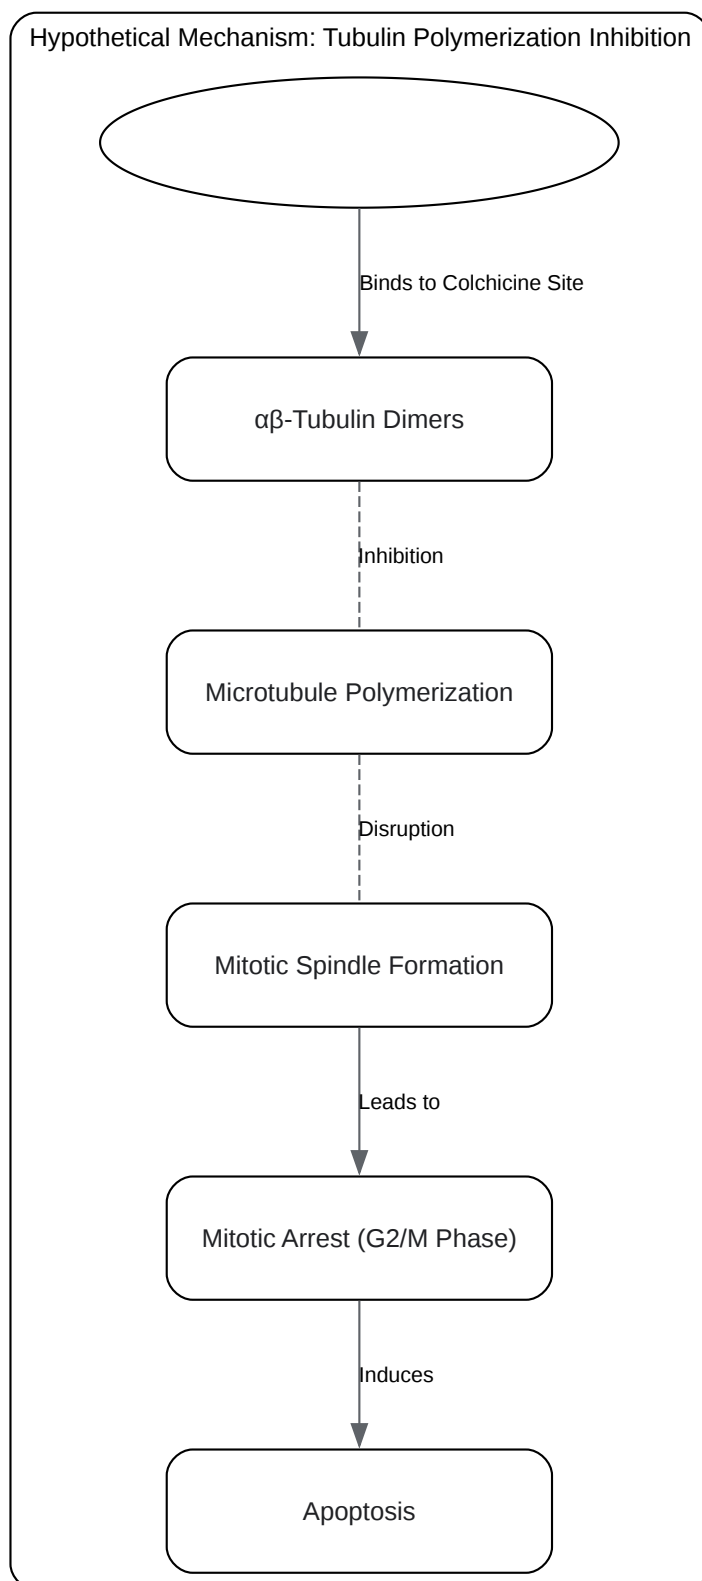 Hypothetical Mechanism: Tubulin Polymerization Inhibition
Binds to Colchicine Site
αβ-Tubulin Dimers
Inhibition
Microtubule Polymerization
Disruption
Mitotic Spindle Formation
Leads to
Mitotic Arrest (G2/M Phase)
Induces
Apoptosis